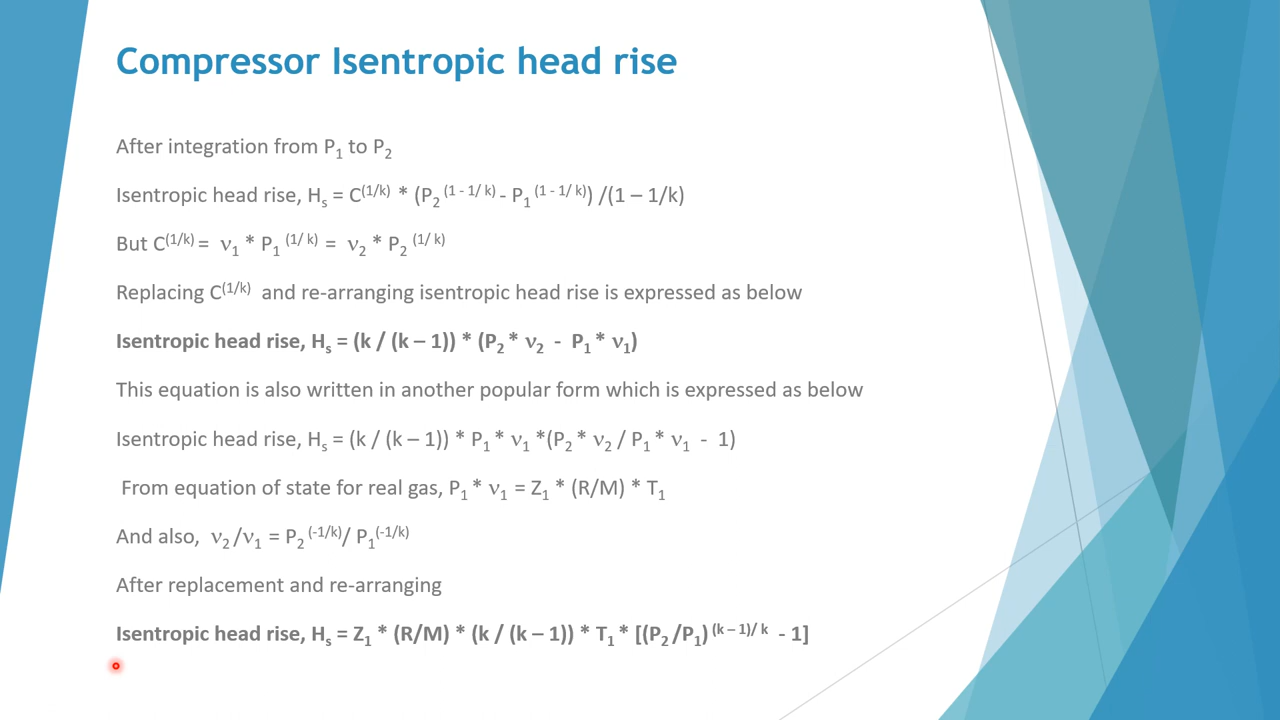 Compressor Isentropic head rise
After integration from P₁ to P₂
Isentropic head rise, Hₛ = C^(1/k) * (P₂^(1 - 1/ k) - P₁^(1 - 1/ k)) /(1 – 1/k)
But C^(1/k) = ν₁ * P₁^(1/ k) = ν₂ * P₂^(1/ k)
Replacing C^(1/k) and re-arranging isentropic head rise is expressed as below
Isentropic head rise, Hₛ = (k / (k – 1)) * (P₂ * ν₂ - P₁ * ν₁)
This equation is also written in another popular form which is expressed as below
Isentropic head rise, Hₛ = (k / (k – 1)) * P₁ * ν₁ *(P₂ * ν₂ / P₁ * ν₁ - 1)
From equation of state for real gas, P₁ * ν₁ = Z₁ * (R/M) * T₁
And also, ν₂ /ν₁ = P₂^(-1/k) / P₁^(-1/k)
After replacement and re-arranging
Isentropic head rise, Hₛ = Z₁ * (R/M) * (k / (k – 1)) * T₁ * [(P₂ /P₁)^(k – 1)/ k - 1]